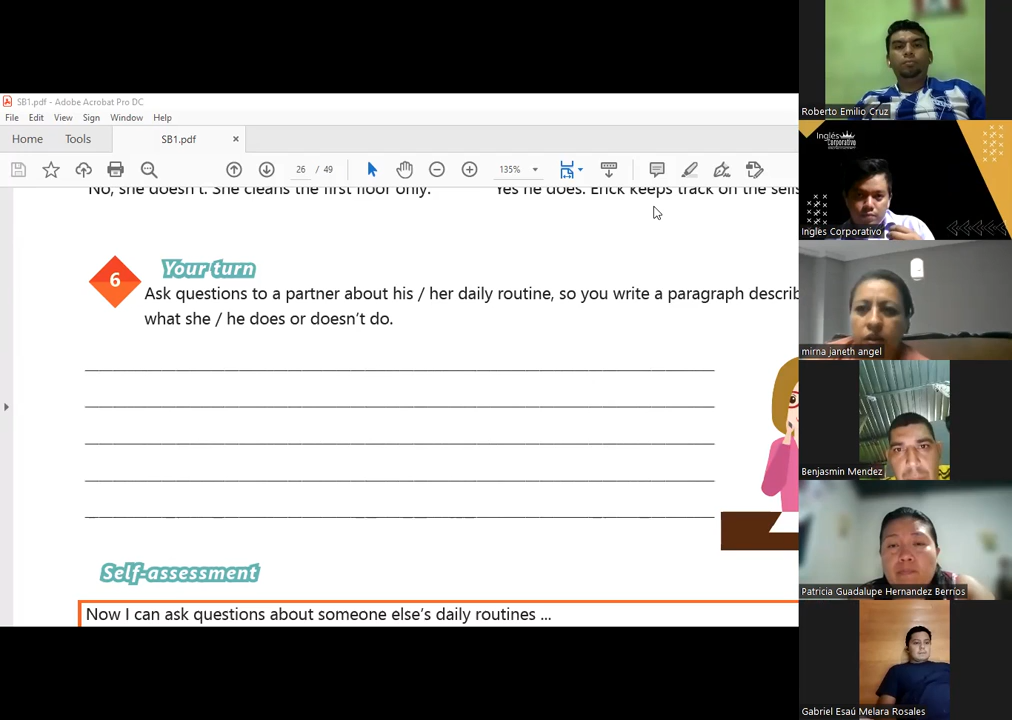 SB1.pdf - Adobe Acrobat Pro DC
File Edit View Sign Window Help
Home Tools SB1.pdf ×
26 / 49 135%
No, she doesn't. She cleans the first floor only.
Yes he does. Erick keeps track on the sells
6 Your turn
Ask questions to a partner about his / her daily routine, so you write a paragraph describ
what she / he does or doesn't do.
Self-assessment
Now I can ask questions about someone else's daily routines ...
Roberto Emilio Cruz
Inglés
Corporativo
Inglés Corporativo
mirna janeth angel
Benjasmin Mendez
Patricia Guadalupe Hernandez Berríos
Gabriel Esaú Melara Rosales